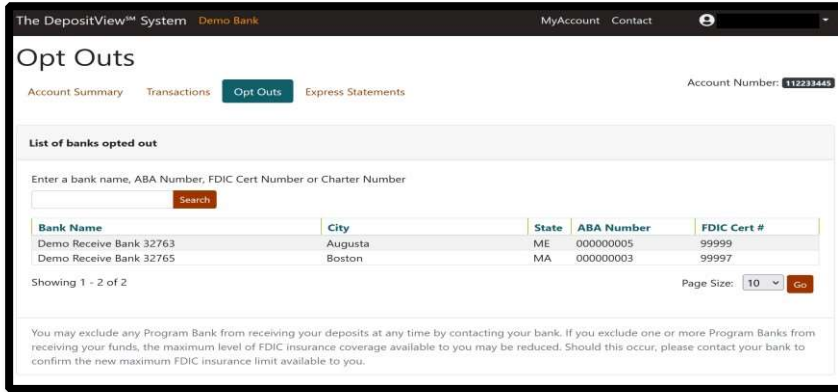 The DepositView℠ System Demo Bank MyAccount Contact
Opt Outs
Account Summary Transactions Opt Outs Express Statements Account Number: 112233445
List of banks opted out
Enter a bank name, ABA Number, FDIC Cert Number or Charter Number
Search
Bank Name City State ABA Number FDIC Cert #
Demo Receive Bank 32763 Augusta ME 000000005 99999
Demo Receive Bank 32765 Boston MA 000000003 99997
Showing 1 - 2 of 2 Page Size: 10 Go
You may exclude any Program Bank from receiving your deposits at any time by contacting your bank. If you exclude one or more Program Banks from
receiving your funds, the maximum level of FDIC insurance coverage available to you may be reduced. Should this occur, please contact your bank to
confirm the new maximum FDIC insurance limit available to you.